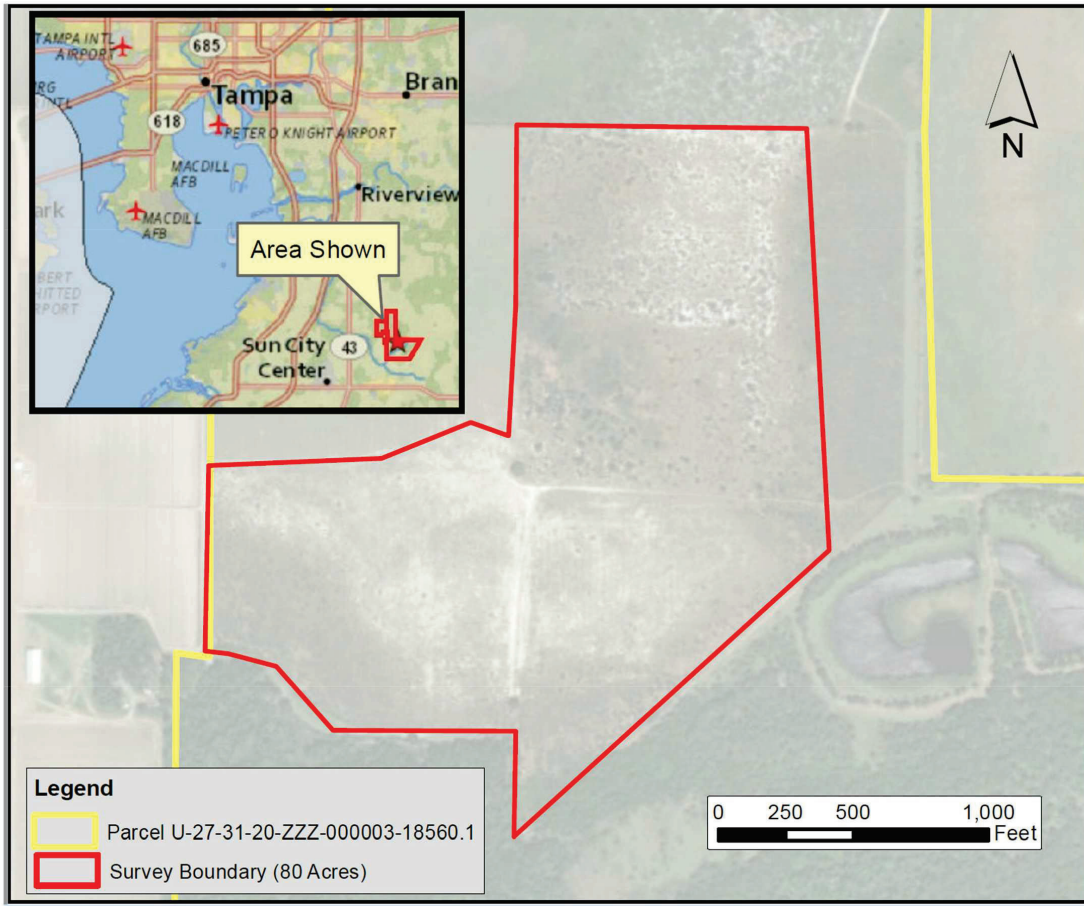 TAMPA INTL
AIRPORT
685
Tampa
Bran
618
PETER O KNIGHT AIRPORT
MACDILL
AFB
Riverview
MACDILL
AFB
Area Shown
Sun City
Center
43
N
Legend
Parcel U-27-31-20-ZZZ-000003-18560.1
Survey Boundary (80 Acres)
0 250 500 1,000
Feet